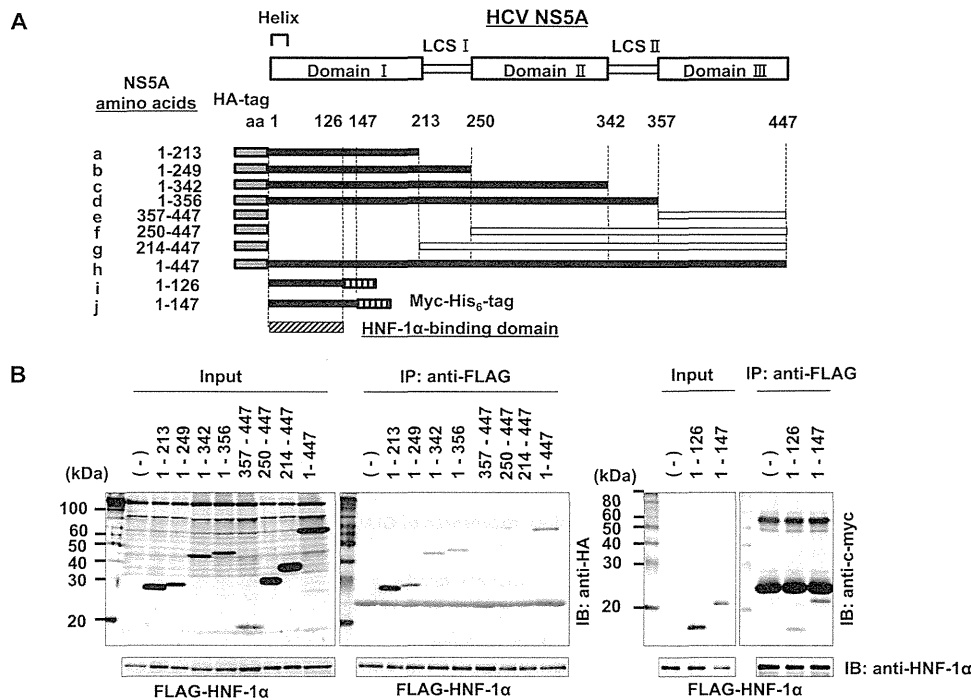 A
Helix
HCV NS5A
LCS Ⅰ
LCS Ⅱ
Domain Ⅰ
Domain Ⅱ
Domain Ⅲ
NS5A
amino acids
HA-tag
aa 1 126 147 213 250 342 357 447
a 1-213
b 1-249
c 1-342
d 1-356
e 357-447
f 250-447
g 214-447
h 1-447
i 1-126
j 1-147
Myc-His6-tag
HNF-1α-binding domain
B
Input
(-)
1 - 213
1 - 249
1 - 342
1 - 356
357 - 447
250 - 447
214 - 447
1 - 447
(kDa)
100
60
50
40
30
20
FLAG-HNF-1α
IP: anti-FLAG
(-)
1 - 213
1 - 249
1 - 342
1 - 356
357 - 447
250 - 447
214 - 447
1 - 447
IB: anti-HA
FLAG-HNF-1α
Input
(-)
1 - 126
1 - 147
(kDa)
80
60
50
40
30
20
IP: anti-FLAG
(-)
1 - 126
1 - 147
IB: anti-c-myc
IB: anti-HNF-1α
FLAG-HNF-1α